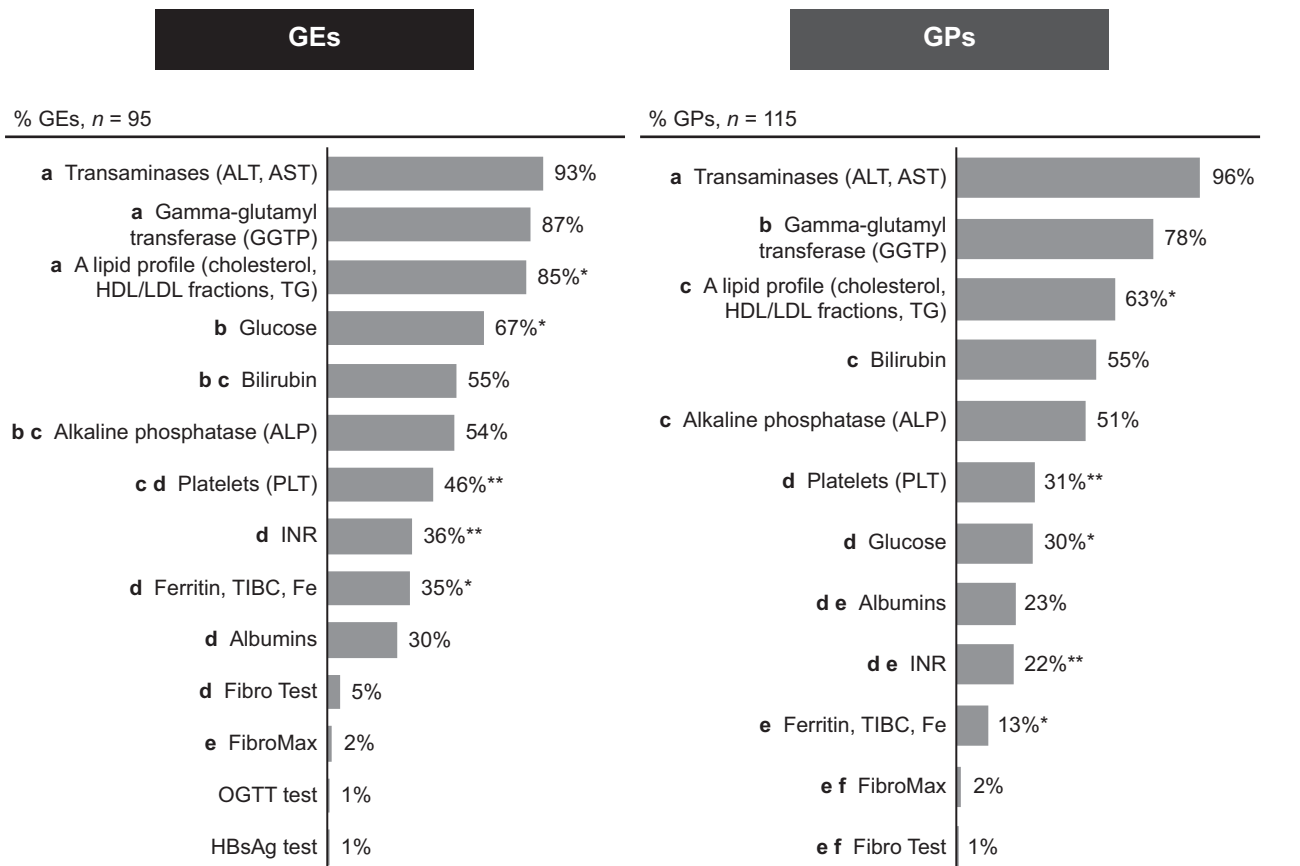 GEs
% GEs, n = 95
a Transaminases (ALT, AST) 93%
a Gamma-glutamyl
transferase (GGTP) 87%
a A lipid profile (cholesterol,
HDL/LDL fractions, TG) 85%*
b Glucose 67%*
b c Bilirubin 55%
b c Alkaline phosphatase (ALP) 54%
c d Platelets (PLT) 46%**
d INR 36%**
d Ferritin, TIBC, Fe 35%*
d Albumins 30%
d Fibro Test 5%
e FibroMax 2%
OGTT test 1%
HBsAg test 1%
GPs
% GPs, n = 115
a Transaminases (ALT, AST) 96%
b Gamma-glutamyl
transferase (GGTP) 78%
c A lipid profile (cholesterol,
HDL/LDL fractions, TG) 63%*
c Bilirubin 55%
c Alkaline phosphatase (ALP) 51%
d Platelets (PLT) 31%**
d Glucose 30%*
d e Albumins 23%
d e INR 22%**
e Ferritin, TIBC, Fe 13%*
e f FibroMax 2%
e f Fibro Test 1%